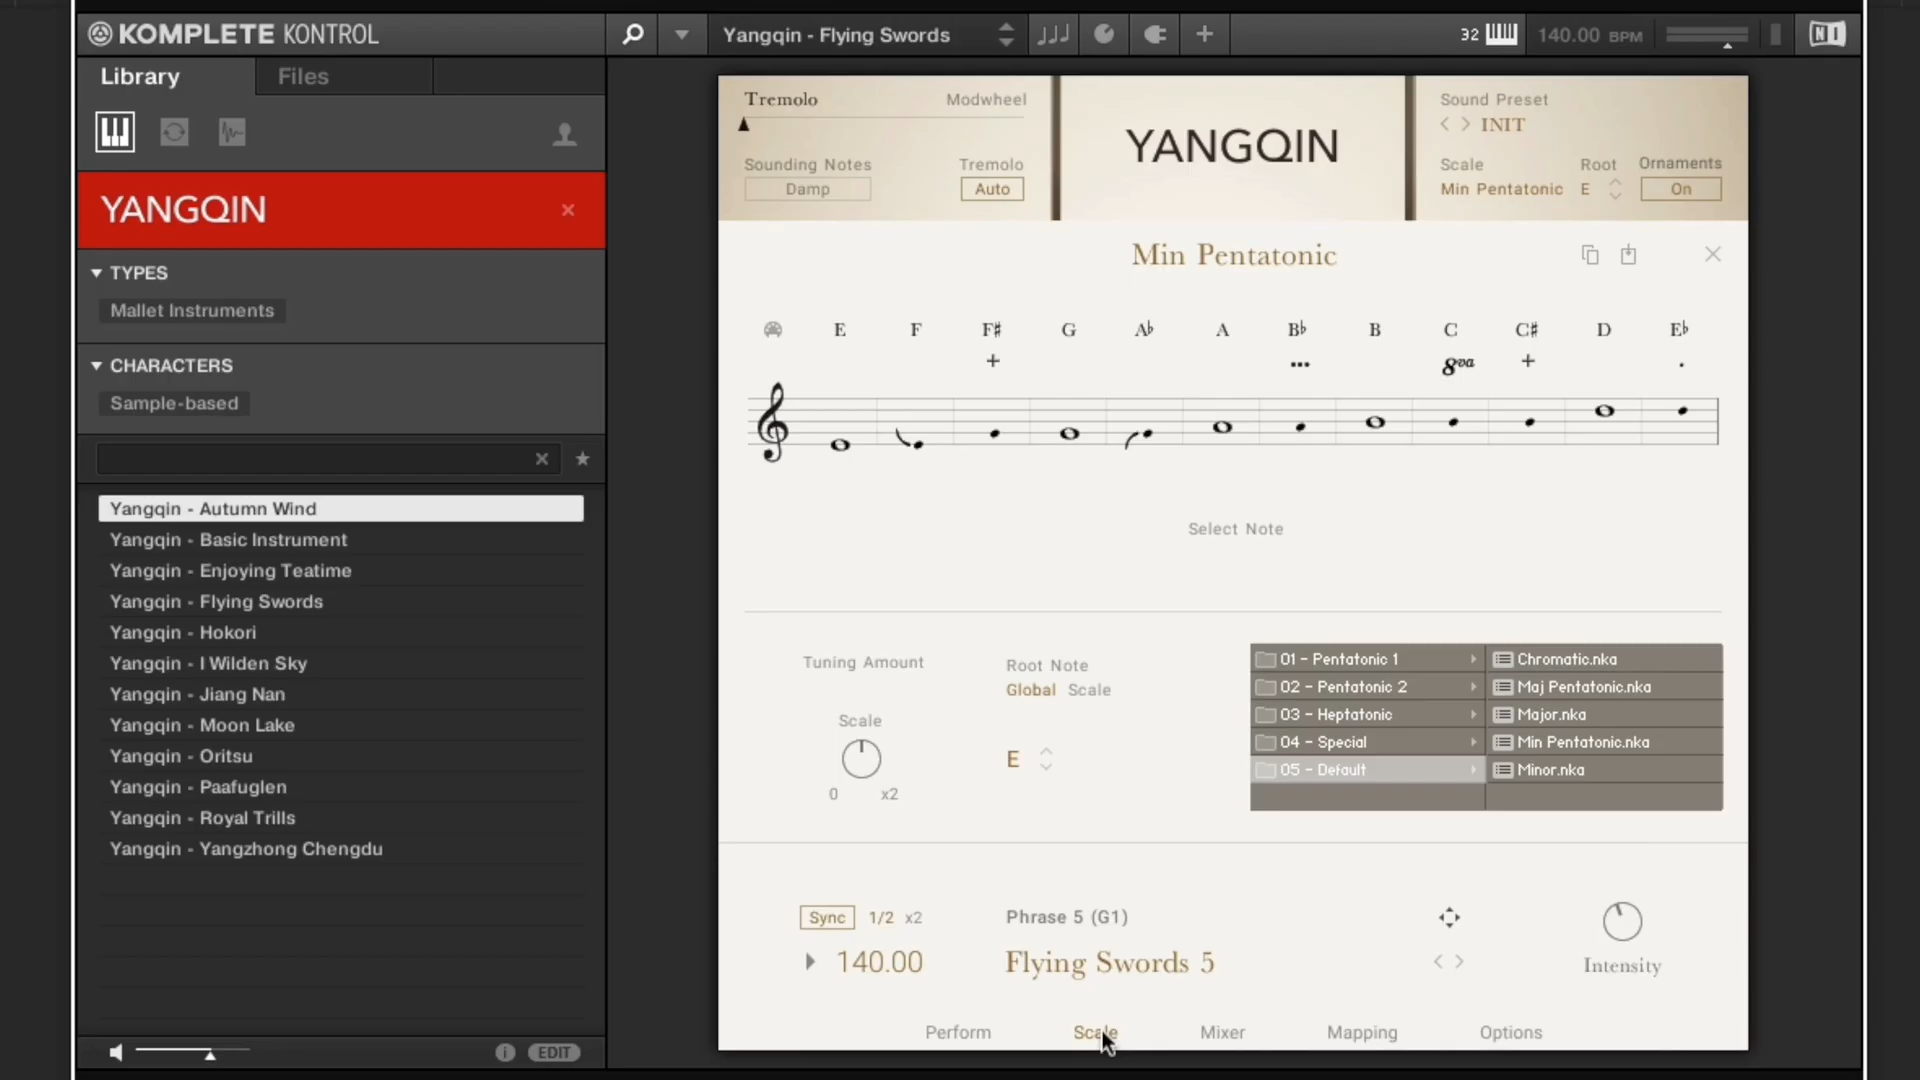 KOMPLETE KONTROL
Yangqin - Flying Swords
32
140.00 BPM
NI
Library
Files
YANGQIN
TYPES
Mallet Instruments
CHARACTERS
Sample-based
Yangqin - Autumn Wind
Yangqin - Basic Instrument
Yangqin - Enjoying Teatime
Yangqin - Flying Swords
Yangqin - Hokori
Yangqin - I Wilden Sky
Yangqin - Jiang Nan
Yangqin - Moon Lake
Yangqin - Oritsu
Yangqin - Paafuglen
Yangqin - Royal Trills
Yangqin - Yangzhong Chengdu
EDIT
Tremolo
Modwheel
Sounding Notes
Tremolo
Damp
Auto
YANGQIN
Sound Preset
< > INIT
Scale
Root
Ornaments
Min Pentatonic
E
On
Min Pentatonic
E F F♯ G A♭ A B♭ B C C♯ D E♭
+ ... 8va + .
Select Note
Tuning Amount
Scale
0 x2
Root Note
Global Scale
E
01 - Pentatonic 1
02 - Pentatonic 2
03 - Heptatonic
04 - Special
05 - Default
Chromatic.nka
Maj Pentatonic.nka
Major.nka
Min Pentatonic.nka
Minor.nka
Sync 1/2 x2
140.00
Phrase 5 (G1)
Flying Swords 5
Intensity
Perform
Scale
Mixer
Mapping
Options